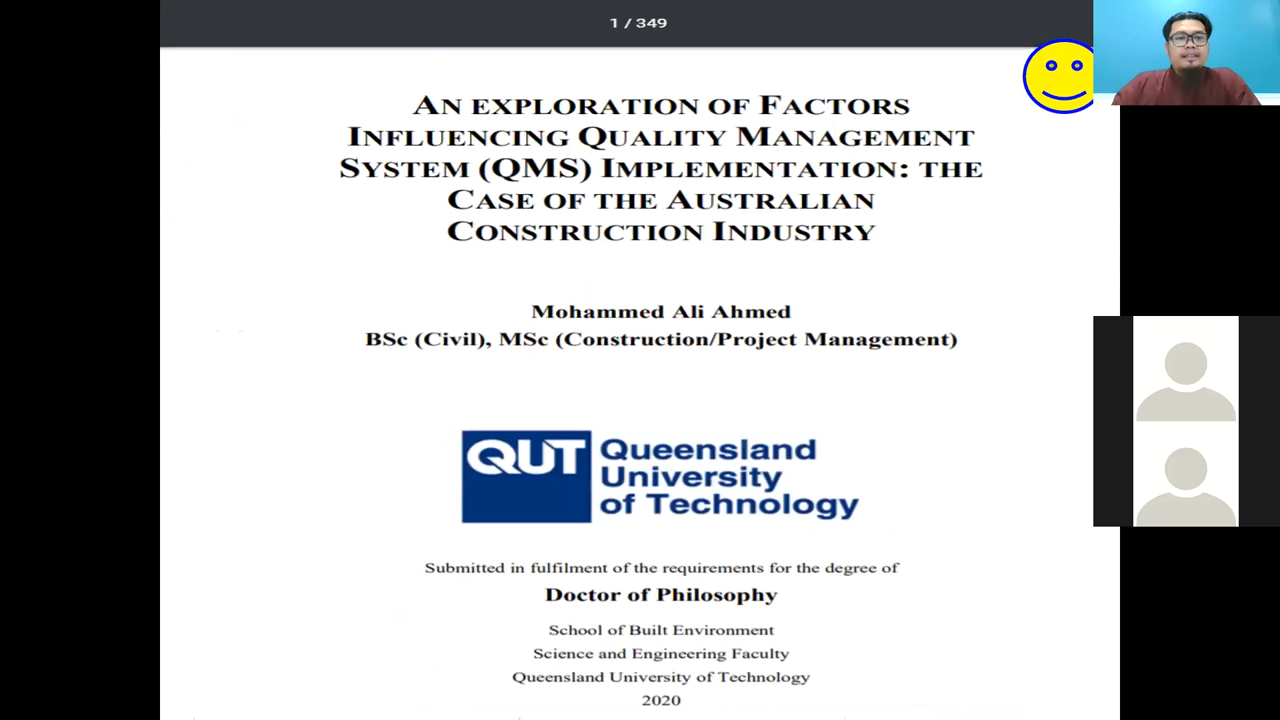 1 / 349
AN EXPLORATION OF FACTORS
INFLUENCING QUALITY MANAGEMENT
SYSTEM (QMS) IMPLEMENTATION: THE
CASE OF THE AUSTRALIAN
CONSTRUCTION INDUSTRY
Mohammed Ali Ahmed
BSc (Civil), MSc (Construction/Project Management)
QUT
Queensland
University
of Technology
Submitted in fulfilment of the requirements for the degree of
Doctor of Philosophy
School of Built Environment
Science and Engineering Faculty
Queensland University of Technology
2020